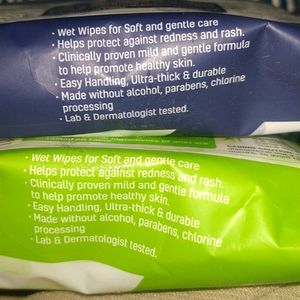 • Wet Wipes for Soft and gentle care
• Helps protect against redness and rash.
• Clinically proven mild and gentle formula
to help promote healthy skin.
• Easy Handling, Ultra-thick & durable
• Made without alcohol, parabens, chlorine
processing
• Lab & Dermatologist tested.
• Wet Wipes for Soft and gentle care
• Helps protect against redness and rash.
• Clinically proven mild and gentle formula
to help promote healthy skin.
• Easy Handling, Ultra-thick & durable
• Made without alcohol, parabens, chlorine
processing
• Lab & Dermatologist tested.